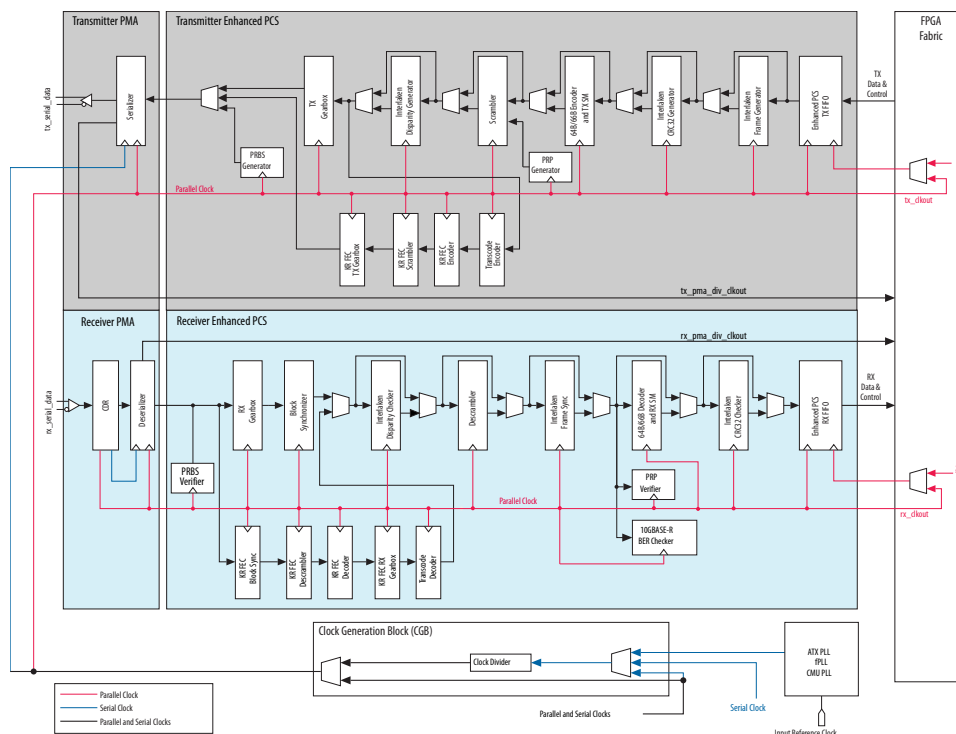 Transmitter PMA
Transmitter Enhanced PCS
FPGA
Fabric
tx_serial_data
Serializer
TX
Gearbox
Interlaken
Disparity Generator
Scrambler
64B/66B Encoder
and TX SM
Interlaken
CRC32 Generator
Interlaken
Frame Generator
Enhanced PCS
TX FIFO
TX
Data &
Control
PRBS
Generator
PRP
Generator
Parallel Clock
tx_clkout
KR FEC
TX Gearbox
KR FEC
Scrambler
KR FEC
Encoder
Transcode
Encoder
tx_pma_div_clkout
Receiver PMA
Receiver Enhanced PCS
rx_pma_div_clkout
rx_serial_data
CDR
Deserializer
RX
Gearbox
Block
Synchronizer
Interlaken
Disparity Checker
Descrambler
Interlaken
Frame Sync
64B/66B Decoder
and RX SM
Interlaken
CRC32 Checker
Enhanced PCS
RX FIFO
RX
Data &
Control
PRBS
Verifier
PRP
Verifier
Parallel Clock
rx_clkout
10GBASE-R
BER Checker
KR FEC
Block Sync
KR FEC
Descrambler
KR FEC
Decoder
KR FEC RX
Gearbox
Transcode
Decoder
Clock Generation Block (CGB)
Clock Divider
ATX PLL
fPLL
CMU PLL
Parallel Clock
Serial Clock
Parallel and Serial Clocks
Parallel and Serial Clocks
Serial Clock
Input Reference Clock